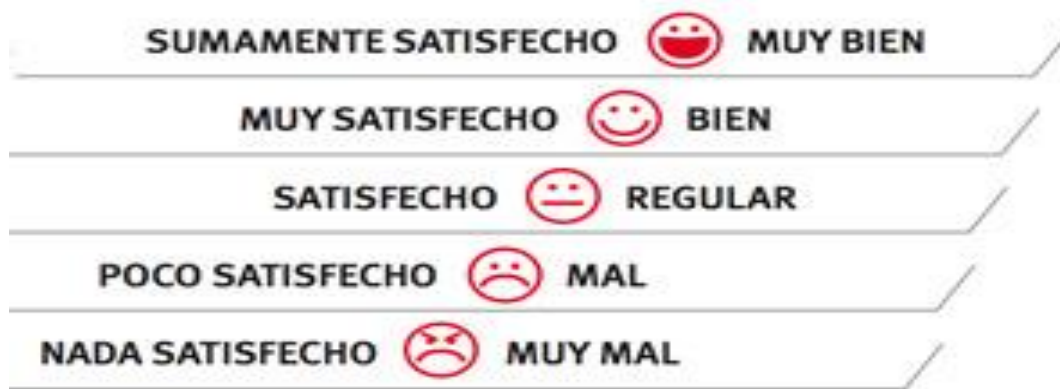 SUMAMENTE SATISFECHO MUY BIEN
MUY SATISFECHO BIEN
SATISFECHO REGULAR
POCO SATISFECHO MAL
NADA SATISFECHO MUY MAL